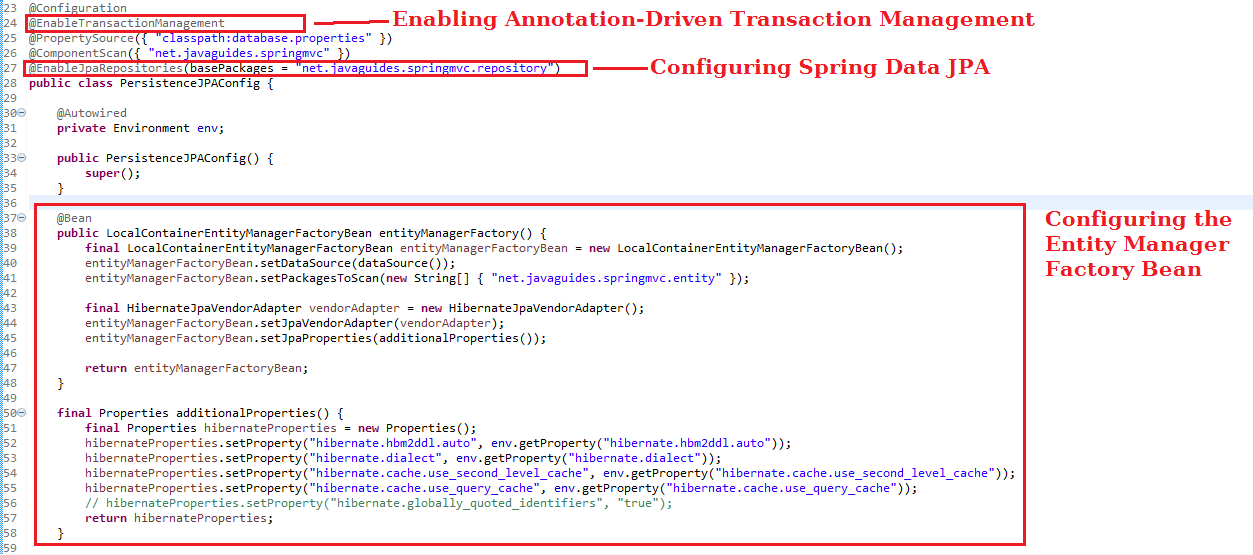 23 @Configuration
24 @EnableTransactionManagement Enabling Annotation-Driven Transaction Management
25 @PropertySource({ "classpath:database.properties" })
26 @ComponentScan({ "net.javaguides.springmvc" })
27 @EnableJpaRepositories(basePackages = "net.javaguides.springmvc.repository") Configuring Spring Data JPA
28 public class PersistenceJPAConfig {
29
30 @Autowired
31 private Environment env;
32
33 public PersistenceJPAConfig() {
34 super();
35 }
36
37 @Bean
38 public LocalContainerEntityManagerFactoryBean entityManagerFactory() {
39 final LocalContainerEntityManagerFactoryBean entityManagerFactoryBean = new LocalContainerEntityManagerFactoryBean();
40 entityManagerFactoryBean.setDataSource(dataSource());
41 entityManagerFactoryBean.setPackagesToScan(new String[] { "net.javaguides.springmvc.entity" });
42
43 final HibernateJpaVendorAdapter vendorAdapter = new HibernateJpaVendorAdapter();
44 entityManagerFactoryBean.setJpaVendorAdapter(vendorAdapter);
45 entityManagerFactoryBean.setJpaProperties(additionalProperties());
46
47 return entityManagerFactoryBean;
48 }
49
50 final Properties additionalProperties() {
51 final Properties hibernateProperties = new Properties();
52 hibernateProperties.setProperty("hibernate.hbm2ddl.auto", env.getProperty("hibernate.hbm2ddl.auto"));
53 hibernateProperties.setProperty("hibernate.dialect", env.getProperty("hibernate.dialect"));
54 hibernateProperties.setProperty("hibernate.cache.use_second_level_cache", env.getProperty("hibernate.cache.use_second_level_cache"));
55 hibernateProperties.setProperty("hibernate.cache.use_query_cache", env.getProperty("hibernate.cache.use_query_cache"));
56 // hibernateProperties.setProperty("hibernate.globally_quoted_identifiers", "true");
57 return hibernateProperties;
58 }
59
Configuring the
Entity Manager
Factory Bean